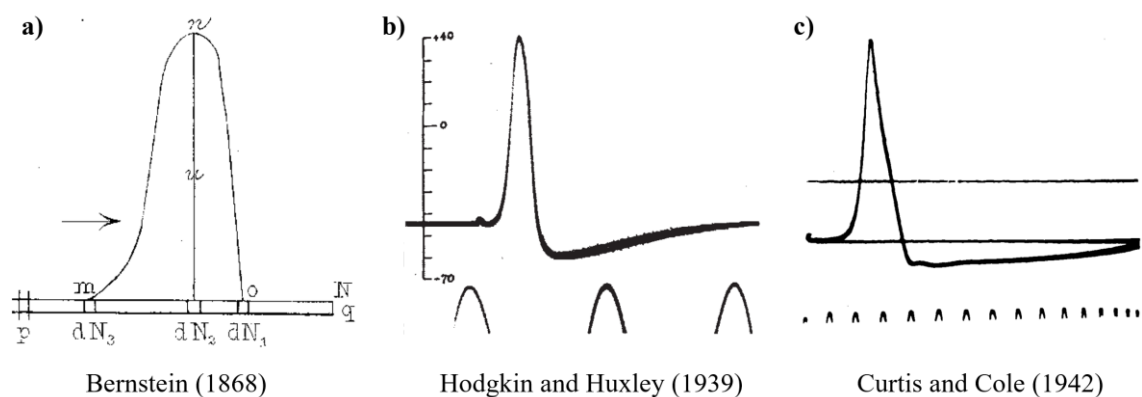 a)
n
u
m
o
N
p
q
dN₃
dN₂
dN₁
Bernstein (1868)
b)
+40
-0
-70
Hodgkin and Huxley (1939)
c)
Curtis and Cole (1942)